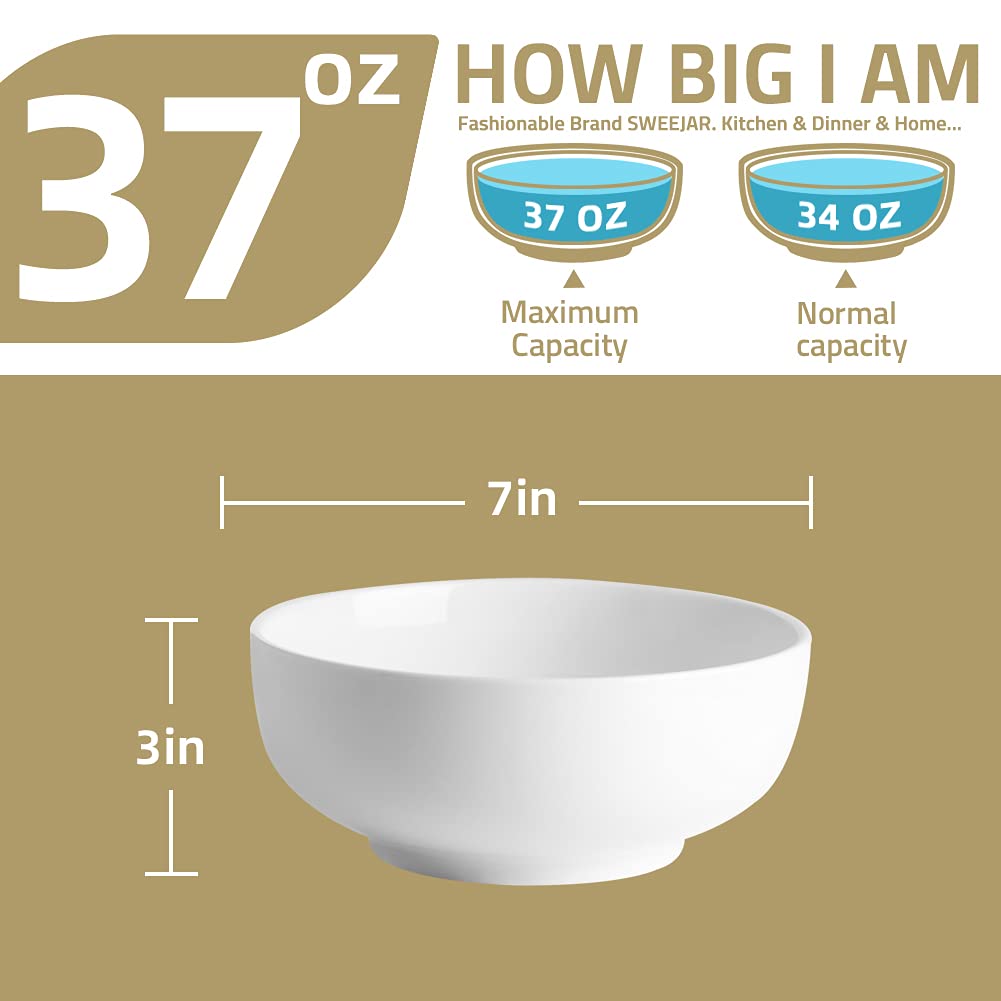 37 OZ
HOW BIG I AM
Fashionable Brand SWEEJAR. Kitchen & Dinner & Home...
37 OZ
34 OZ
Maximum
Capacity
Normal
capacity
7in
3in